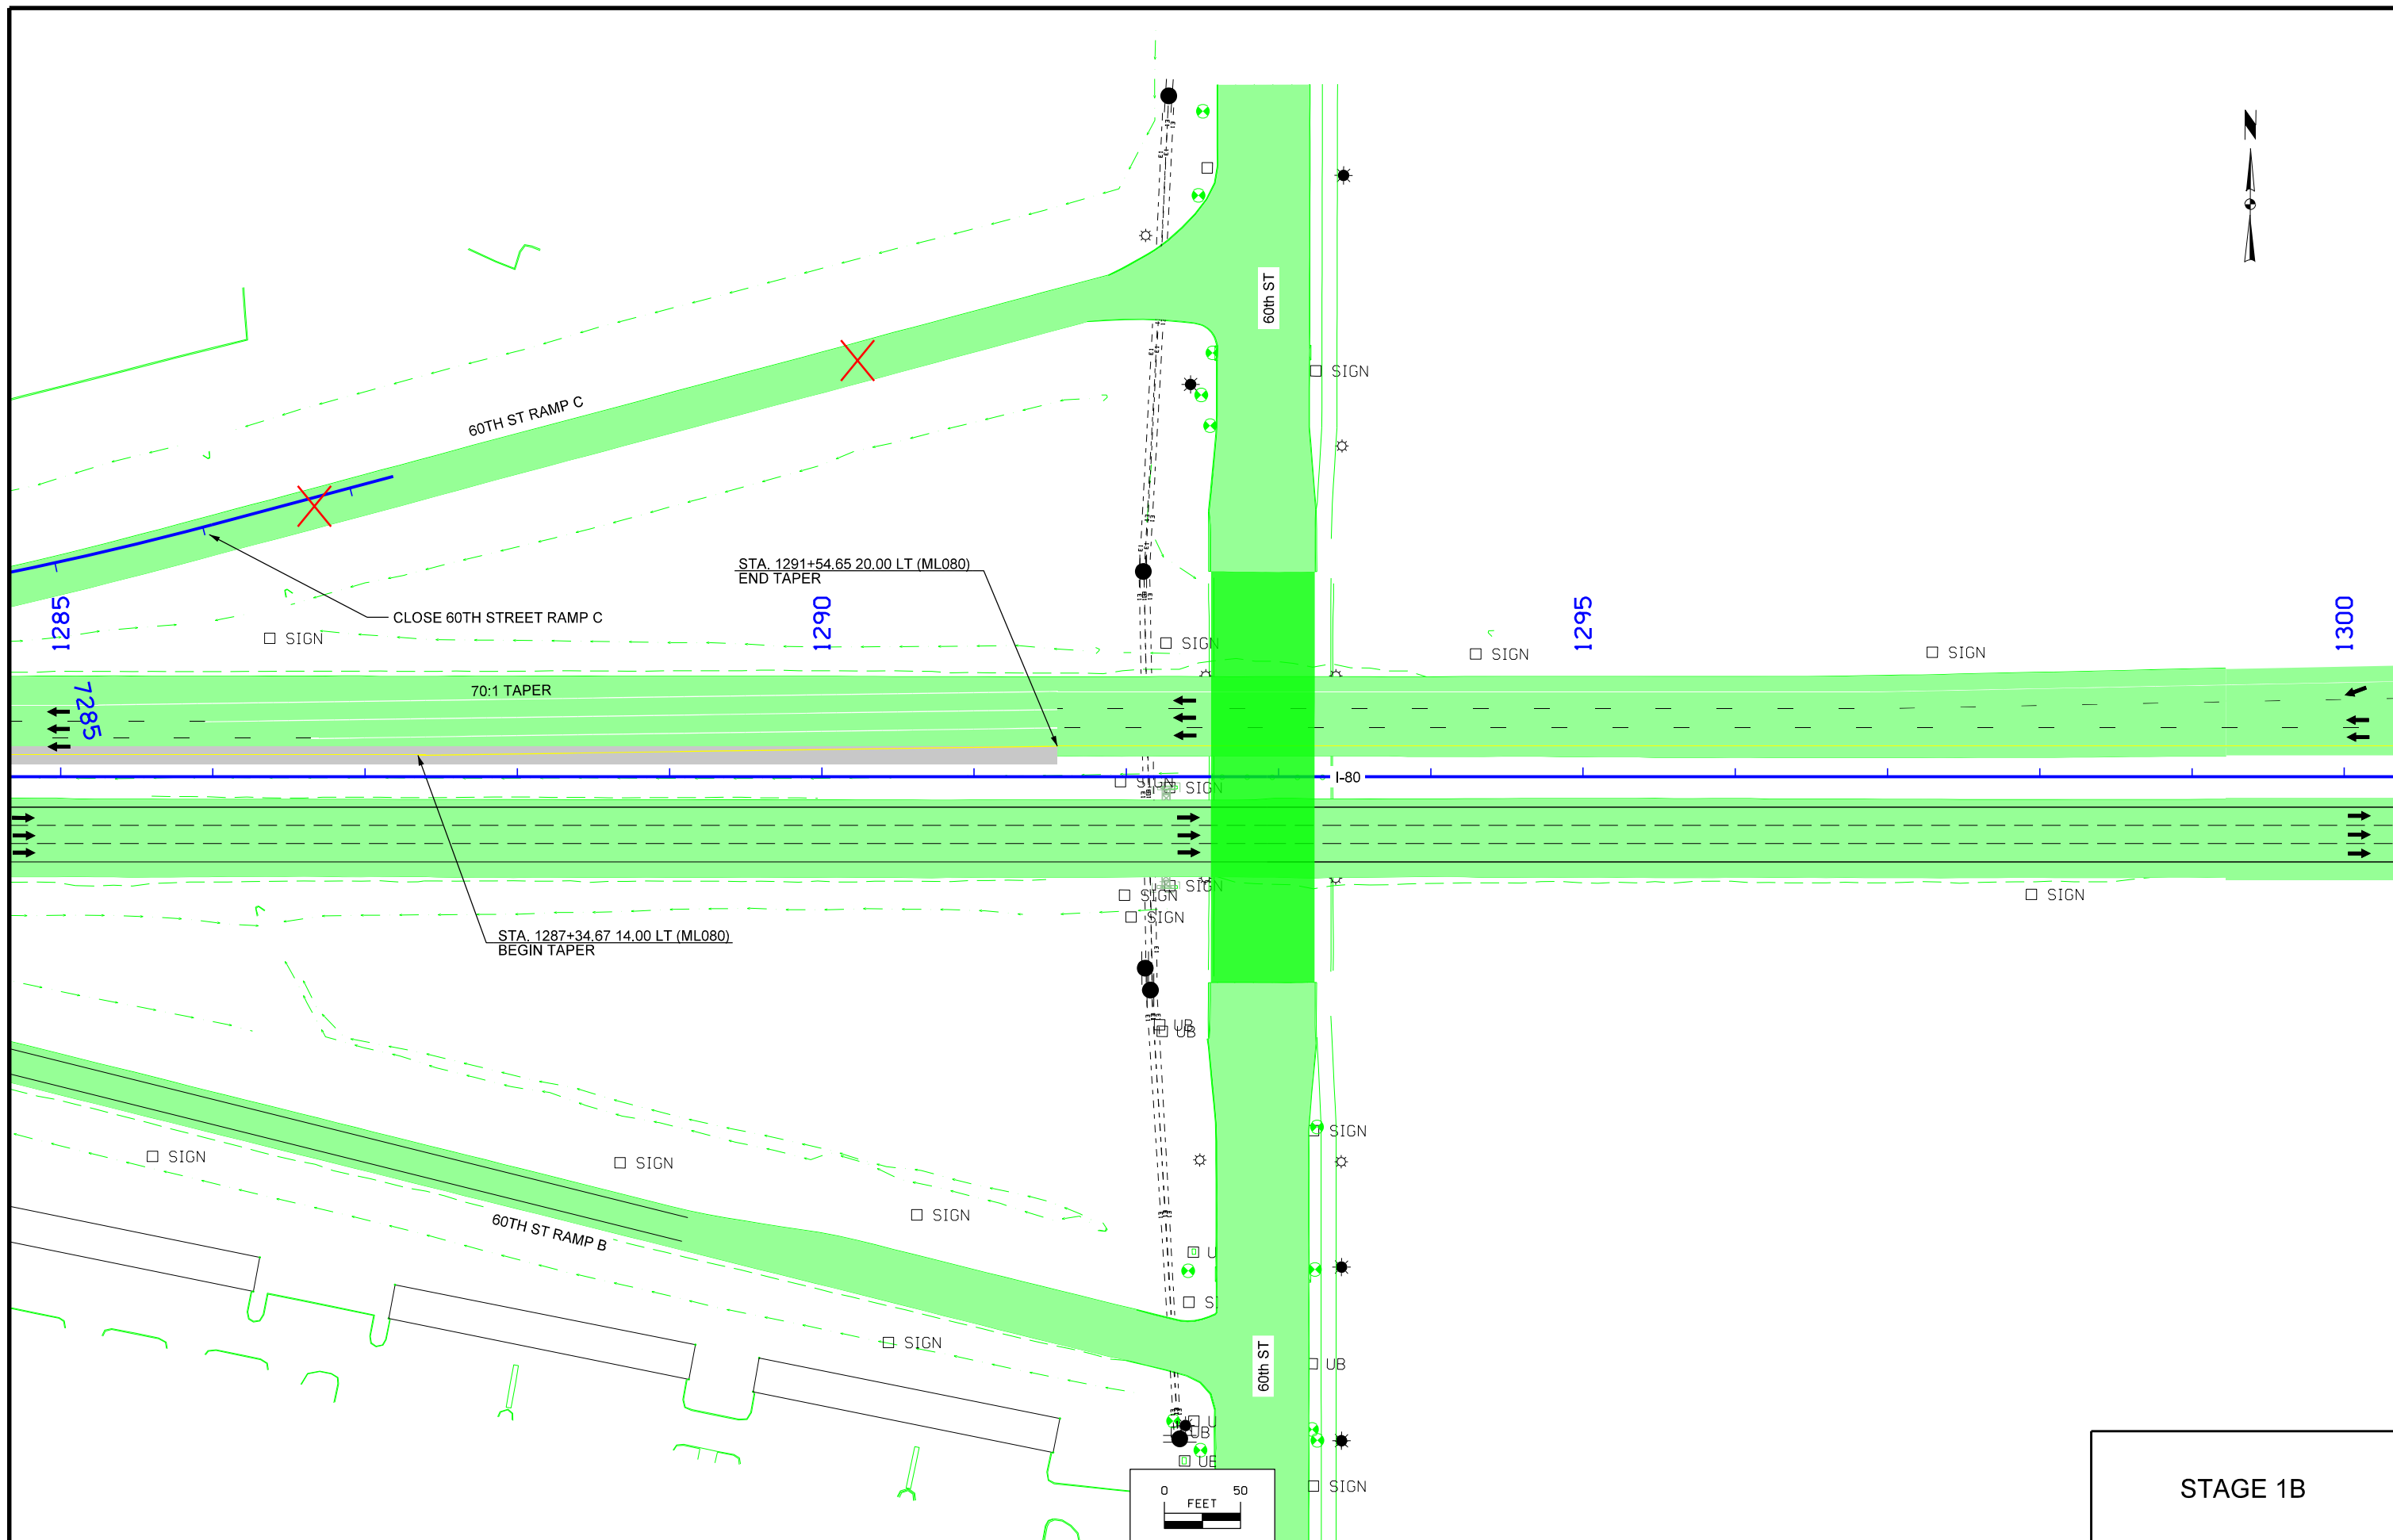 N
60th ST
SIGN
60TH ST RAMP C
STA. 1291+54.65 20.00 LT (ML080)
END TAPER
CLOSE 60TH STREET RAMP C
1285
1290
1295
1300
SIGN
SIGN
SIGN
SIGN
7285
70:1 TAPER
I-80
SIGN
SIGN
SIGN
SIGN
SIGN
SIGN
STA. 1287+34.67 14.00 LT (ML080)
BEGIN TAPER
UB
UB
SIGN
SIGN
SIGN
SIGN
60TH ST RAMP B
U
SI
SIGN
60th ST
UB
U
UB
UB
SIGN
0 50
FEET
STAGE 1B